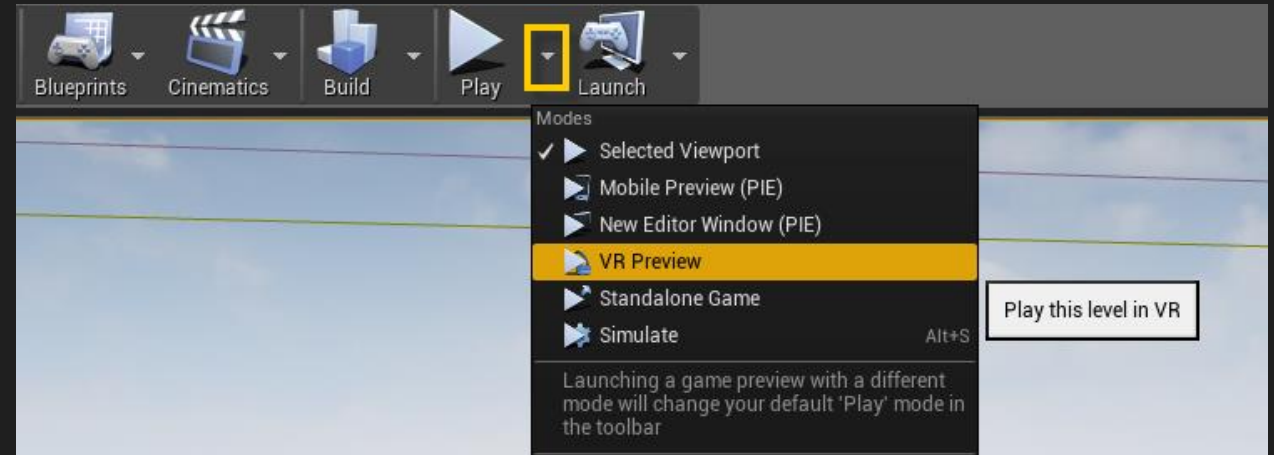 Blueprints Cinematics Build Play Launch
Modes
Selected Viewport
Mobile Preview (PIE)
New Editor Window (PIE)
VR Preview
Standalone Game
Play this level in VR
Simulate Alt+S
Launching a game preview with a different
mode will change your default 'Play' mode in
the toolbar